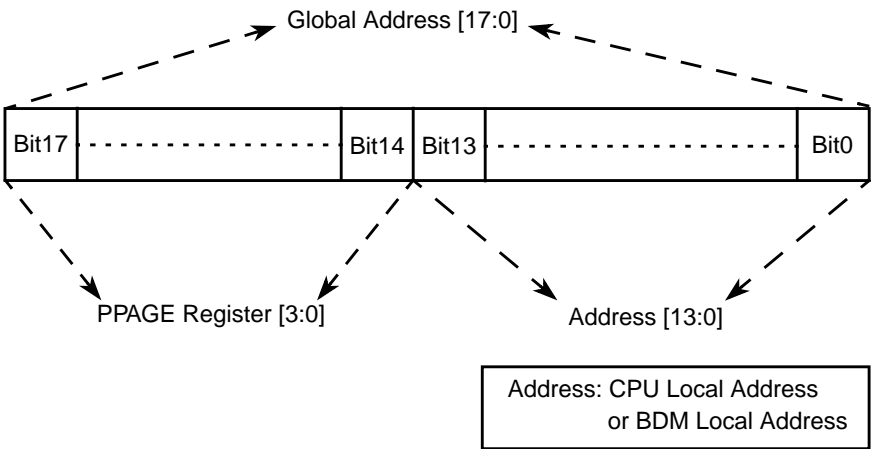 Global Address [17:0]
Bit17 Bit14 Bit13 Bit0
PPAGE Register [3:0]
Address [13:0]
Address: CPU Local Address
or BDM Local Address